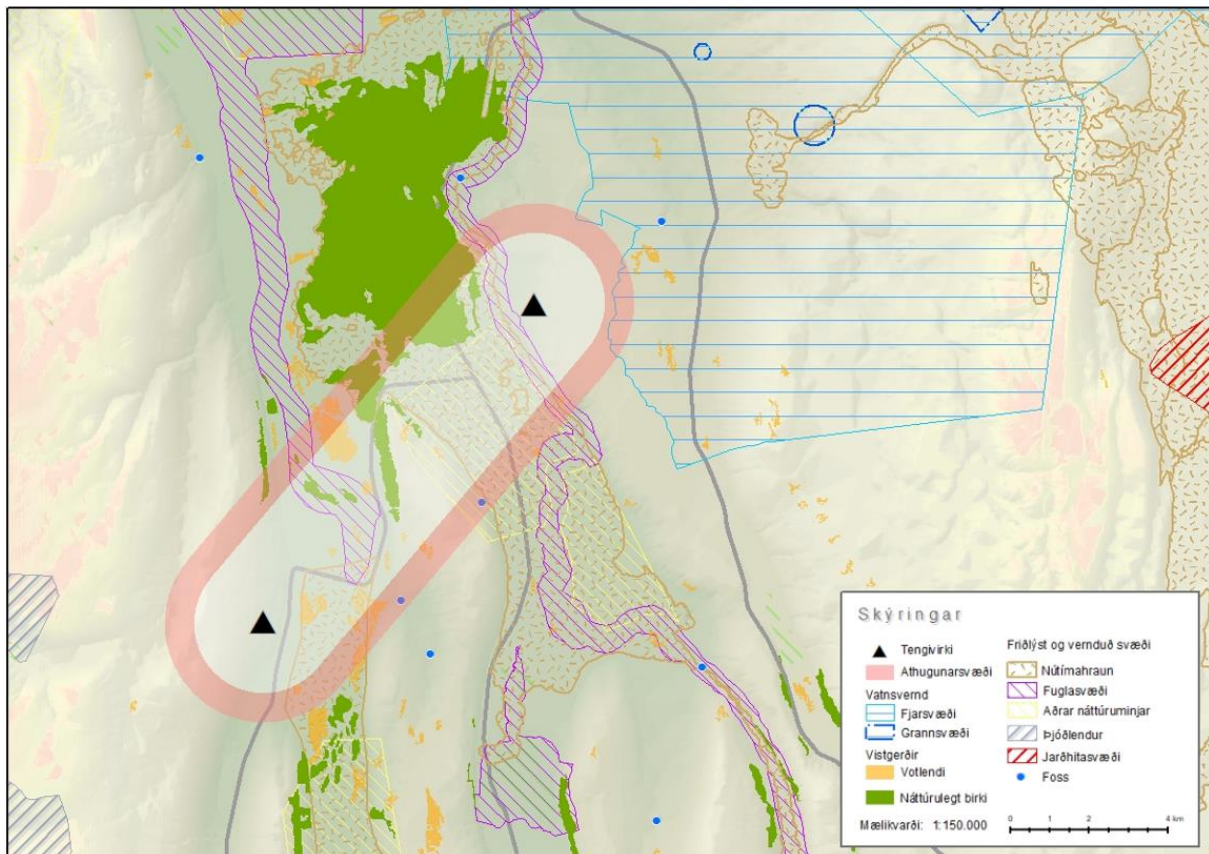 Skýringar
Tengivirki
Athugunarsvæði
Vatnsvernd
Fjarsvæði
Grannsvæði
Vistgerðir
Votlendi
Náttúrulegt birki
Friðlýst og vernduð svæði
Nútímahraun
Fuglasvæði
Aðrar náttúruminjar
Þjóðlendur
Jarðhitasvæði
Foss
Mælikvarði: 1:150.000
0 1 2 4 km